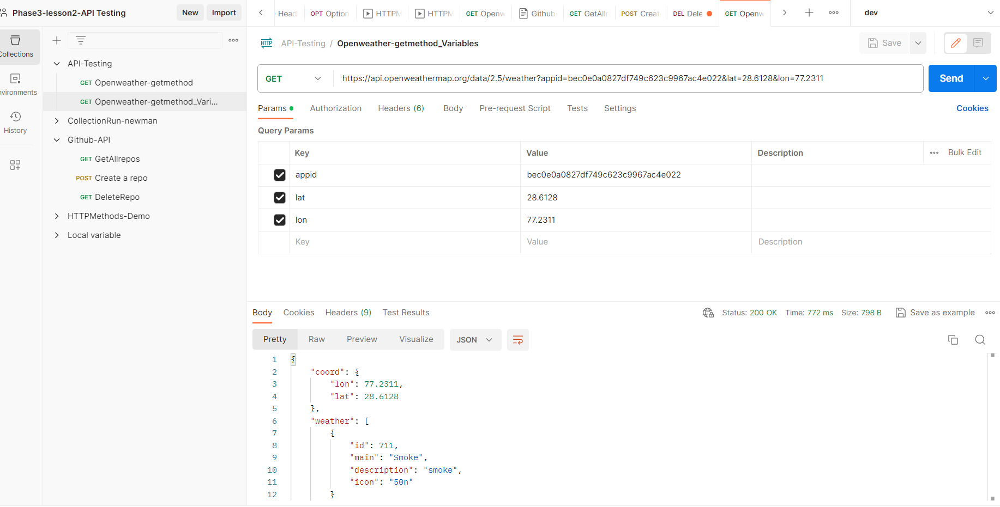 Phase3-lesson2-API Testing
New
Import
Head
OPT Option
HTTPM
HTTPM
GET Openw
Github
GET GetAllr
POST Creat
DEL Dele
GET Openw
dev
Collections
nvironments
History
API-Testing
GET Openweather-getmethod
GET Openweather-getmethod_Vari...
CollectionRun-newman
Github-API
GET GetAllrepos
POST Create a repo
GET DeleteRepo
HTTPMethods-Demo
Local variable
HTTP API-Testing / Openweather-getmethod_Variables
Save
GET
https://api.openweathermap.org/data/2.5/weather?appid=bec0e0a0827df749c623c9967ac4e022&lat=28.6128&lon=77.2311
Send
Params Authorization Headers (6) Body Pre-request Script Tests Settings
Cookies
Query Params
Key Value Description Bulk Edit
appid bec0e0a0827df749c623c9967ac4e022
lat 28.6128
lon 77.2311
Key Value Description
Body Cookies Headers (9) Test Results
Status: 200 OK Time: 772 ms Size: 798 B Save as example
Pretty Raw Preview Visualize JSON
1 {
2 "coord": {
3 "lon": 77.2311,
4 "lat": 28.6128
5 },
6 "weather": [
7 {
8 "id": 711,
9 "main": "Smoke",
10 "description": "smoke",
11 "icon": "50n"
12 }